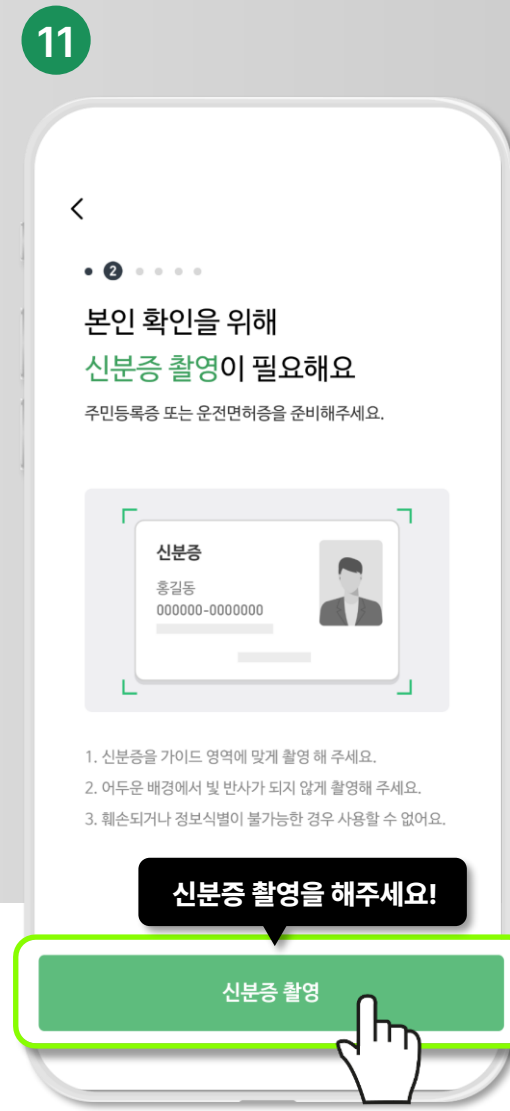 11
2
본인 확인을 위해
신분증 촬영이 필요해요
주민등록증 또는 운전면허증을 준비해주세요.
신분증
홍길동
000000-0000000
1. 신분증을 가이드 영역에 맞게 촬영 해 주세요.
2. 어두운 배경에서 빛 반사가 되지 않게 촬영해 주세요.
3. 훼손되거나 정보식별이 불가능한 경우 사용할 수 없어요.
신분증 촬영을 해주세요!
신분증 촬영